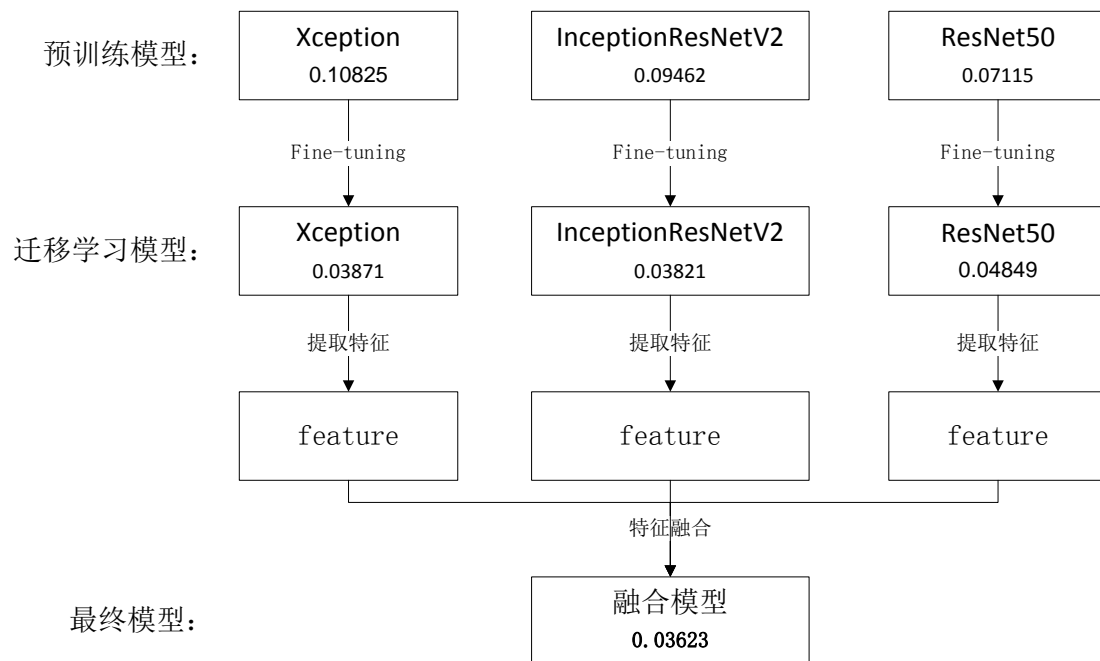 预训练模型：
Xception
0.10825
InceptionResNetV2
0.09462
ResNet50
0.07115
Fine-tuning
Fine-tuning
Fine-tuning
迁移学习模型：
Xception
0.03871
InceptionResNetV2
0.03821
ResNet50
0.04849
提取特征
提取特征
提取特征
feature
feature
feature
特征融合
最终模型：
融合模型
0.03623